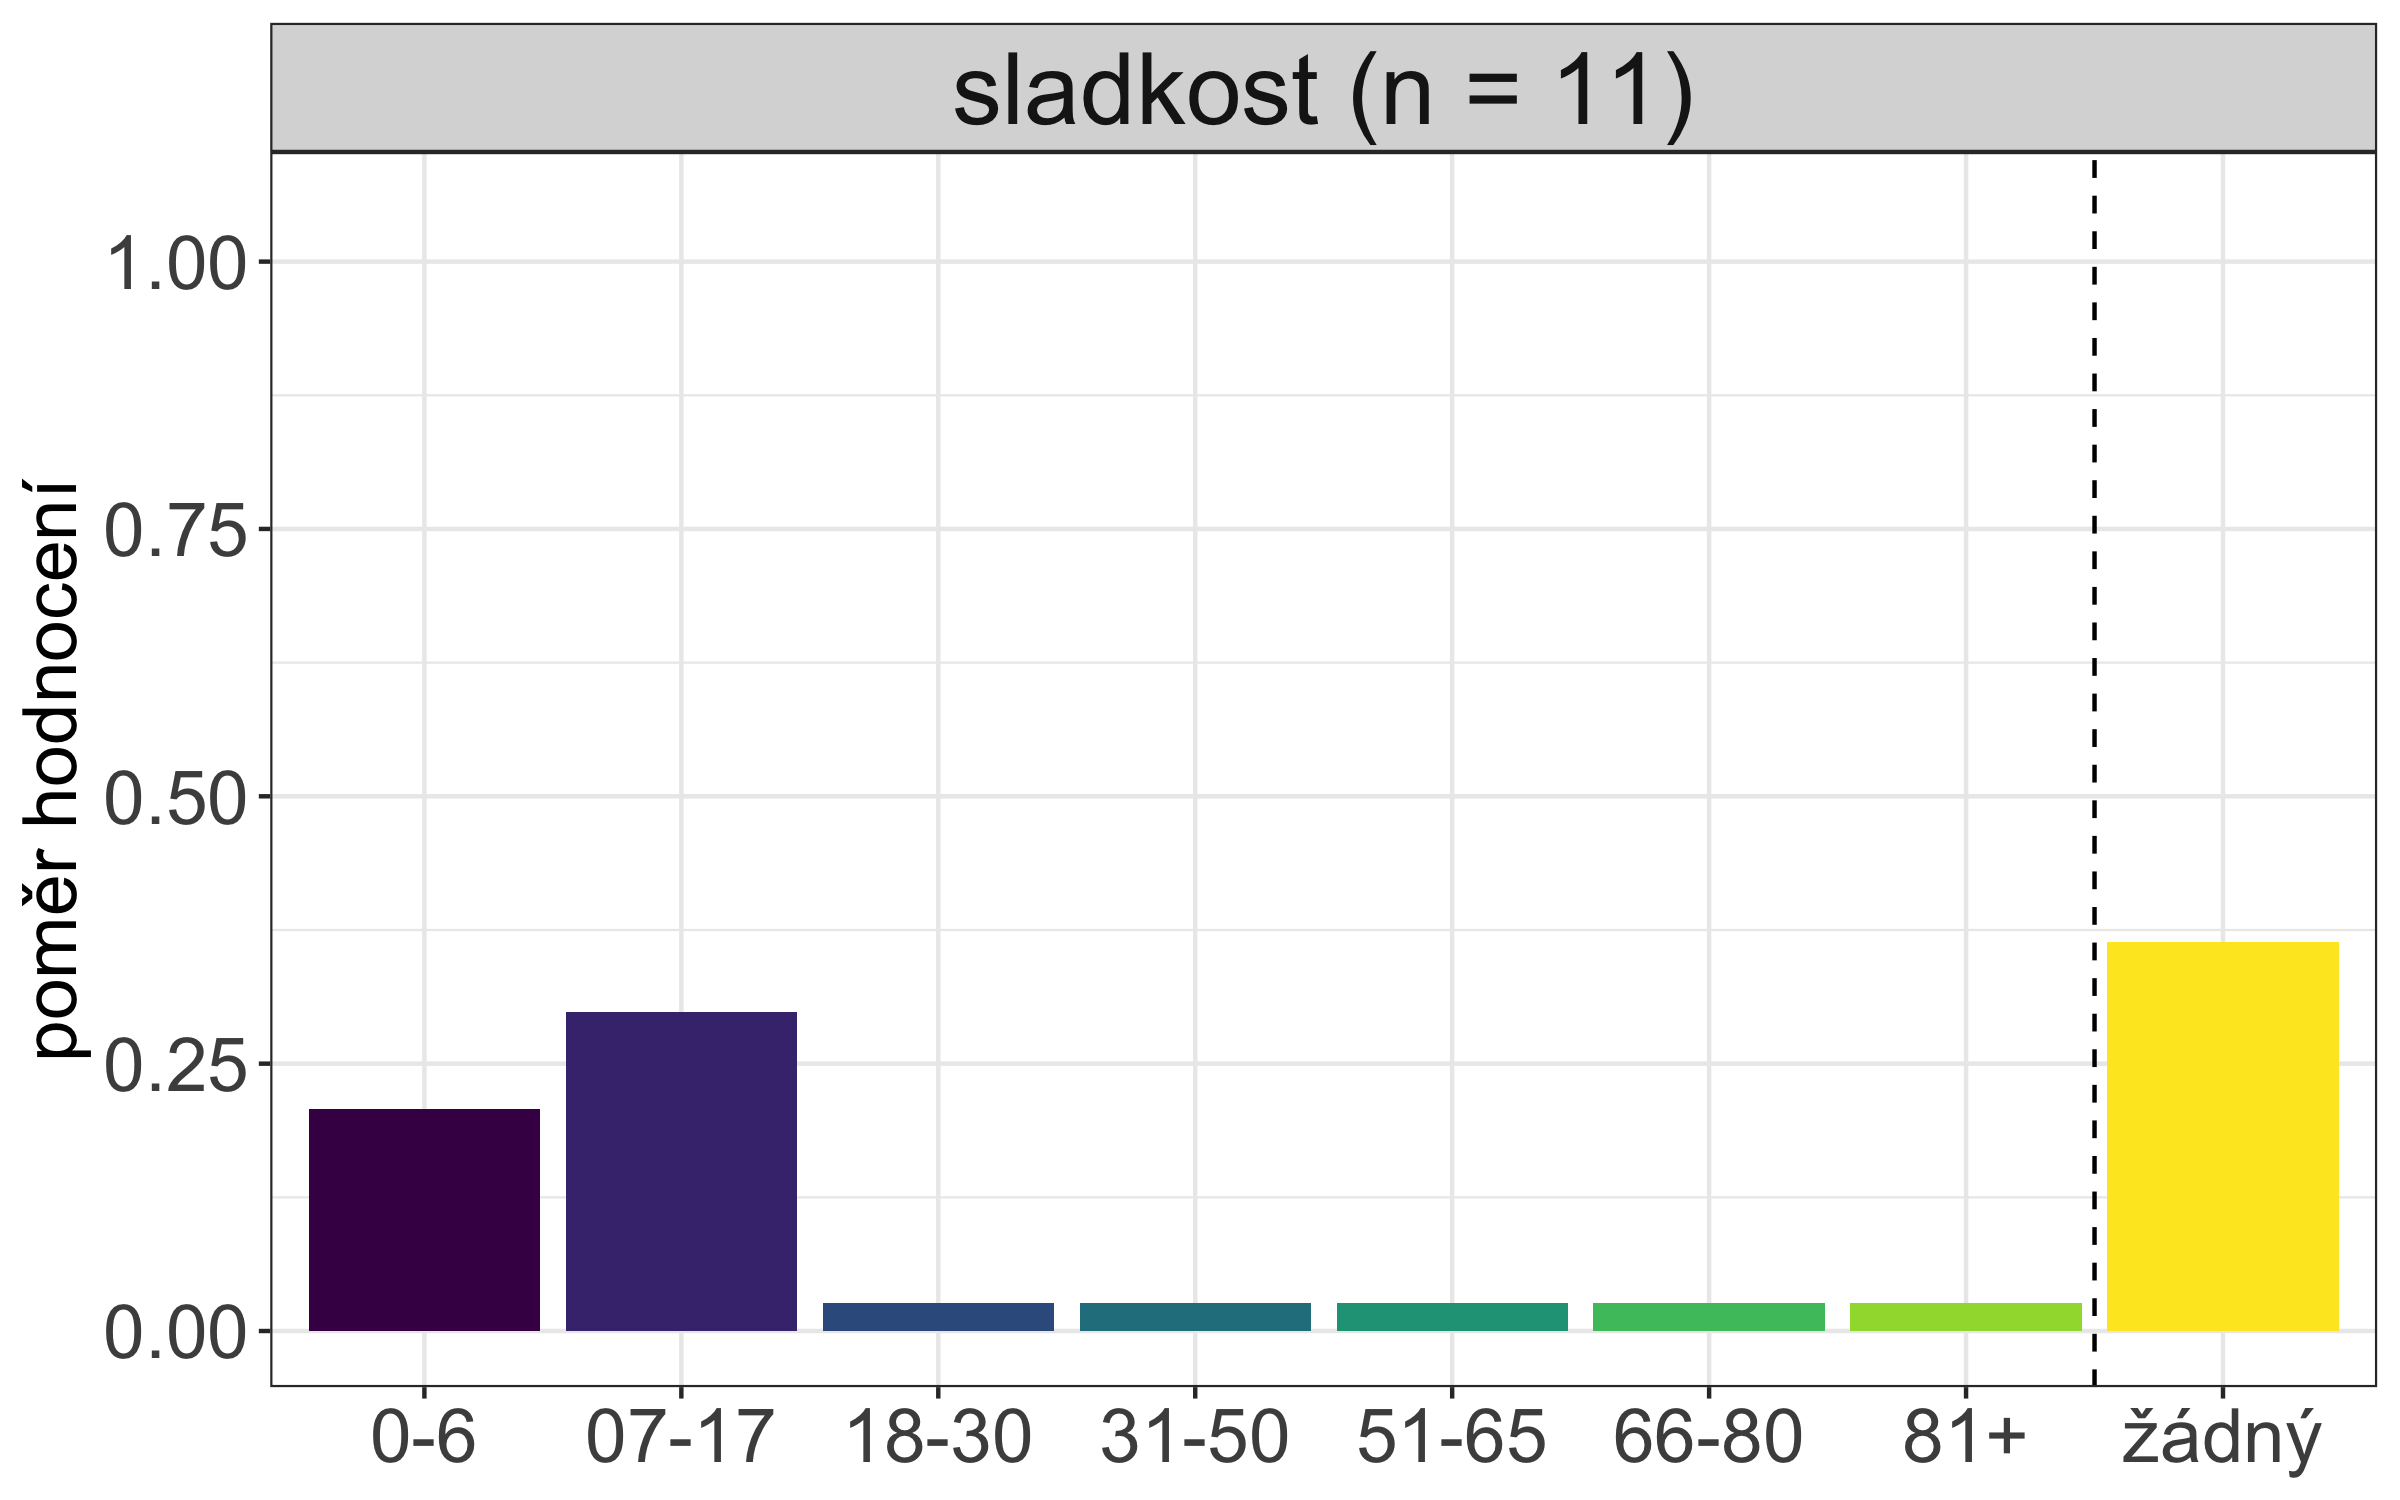 sladkost (n = 11)
poměr hodnocení
1.00
0.75
0.50
0.25
0.00
0-6 07-17 18-30 31-50 51-65 66-80 81+ žádný